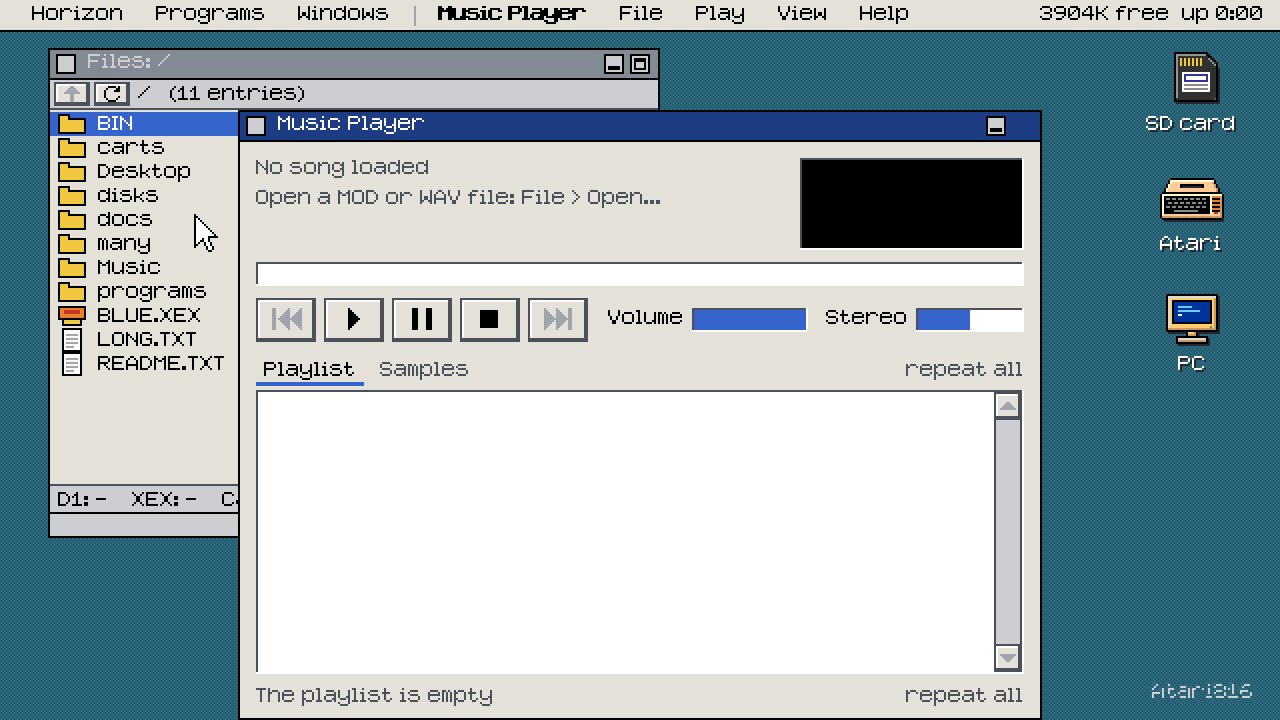 Horizon Programs Windows | Music Player File Play View Help 3904K free up 0:00
Files: /
/ (11 entries)
BIN
carts
Desktop
disks
docs
many
Music
programs
BLUE.XEX
LONG.TXT
README.TXT
D1: - XEX: -
Music Player
No song loaded
Open a MOD or WAV file: File > Open...
Volume Stereo
Playlist Samples repeat all
The playlist is empty repeat all
SD card
Atari
PC
Atari816